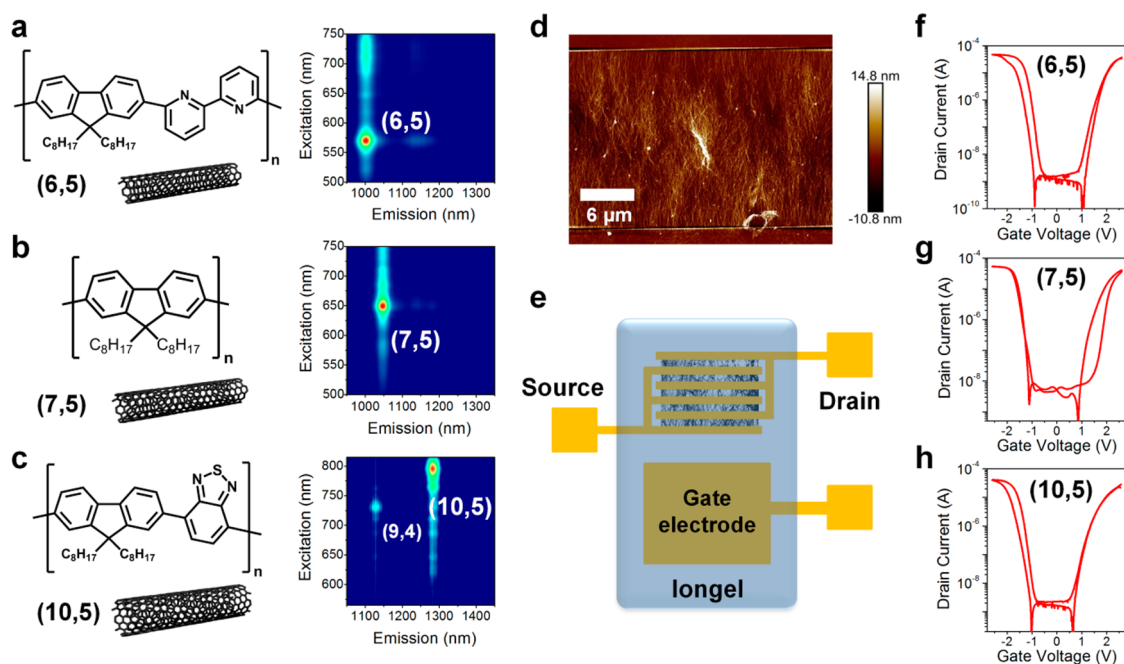 a
N
N
C₈H₁₇
C₈H₁₇
n
(6,5)
Excitation (nm)
750
700
650
600
550
500
(6,5)
1000 1100 1200 1300
Emission (nm)
b
C₈H₁₇
C₈H₁₇
n
(7,5)
Excitation (nm)
750
700
650
600
550
500
(7,5)
1000 1100 1200 1300
Emission (nm)
c
S
N
N
C₈H₁₇
C₈H₁₇
n
(10,5)
Excitation (nm)
800
750
700
650
600
(9,4)
(10,5)
1100 1200 1300 1400
Emission (nm)
d
6 µm
14.8 nm
-10.8 nm
e
Source
Drain
Gate
electrode
Iongel
f
Drain Current (A)
10⁻⁴
10⁻⁶
10⁻⁸
10⁻¹⁰
(6,5)
-2 -1 0 1 2
Gate Voltage (V)
g
Drain Current (A)
10⁻⁴
10⁻⁶
10⁻⁸
(7,5)
-2 -1 0 1 2
Gate Voltage (V)
h
Drain Current (A)
10⁻⁴
10⁻⁶
10⁻⁸
(10,5)
-2 -1 0 1 2
Gate Voltage (V)